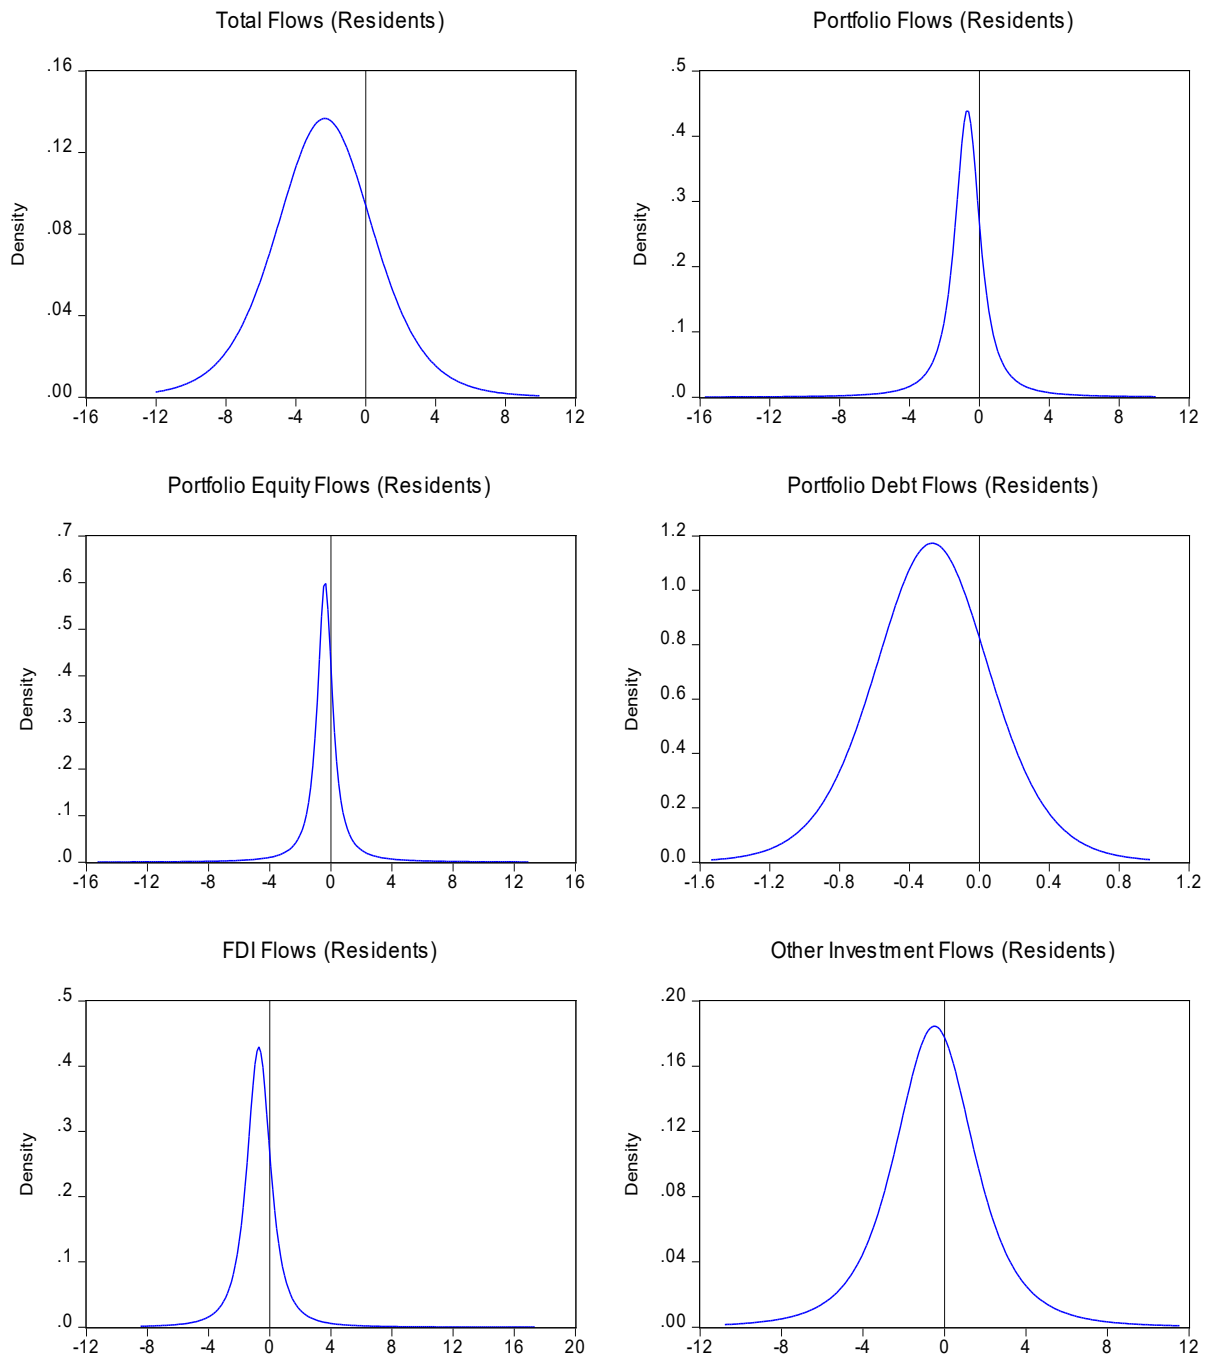 Total Flows (Residents)
.16
.12
.08
.04
.00
Density
-16 -12 -8 -4 0 4 8 12
Portfolio Flows (Residents)
.5
.4
.3
.2
.1
.0
Density
-16 -12 -8 -4 0 4 8 12
Portfolio Equity Flows (Residents)
.7
.6
.5
.4
.3
.2
.1
.0
Density
-16 -12 -8 -4 0 4 8 12 16
Portfolio Debt Flows (Residents)
1.2
1.0
0.8
0.6
0.4
0.2
0.0
Density
-1.6 -1.2 -0.8 -0.4 0.0 0.4 0.8 1.2
FDI Flows (Residents)
.5
.4
.3
.2
.1
.0
Density
-12 -8 -4 0 4 8 12 16 20
Other Investment Flows (Residents)
.20
.16
.12
.08
.04
.00
Density
-12 -8 -4 0 4 8 12